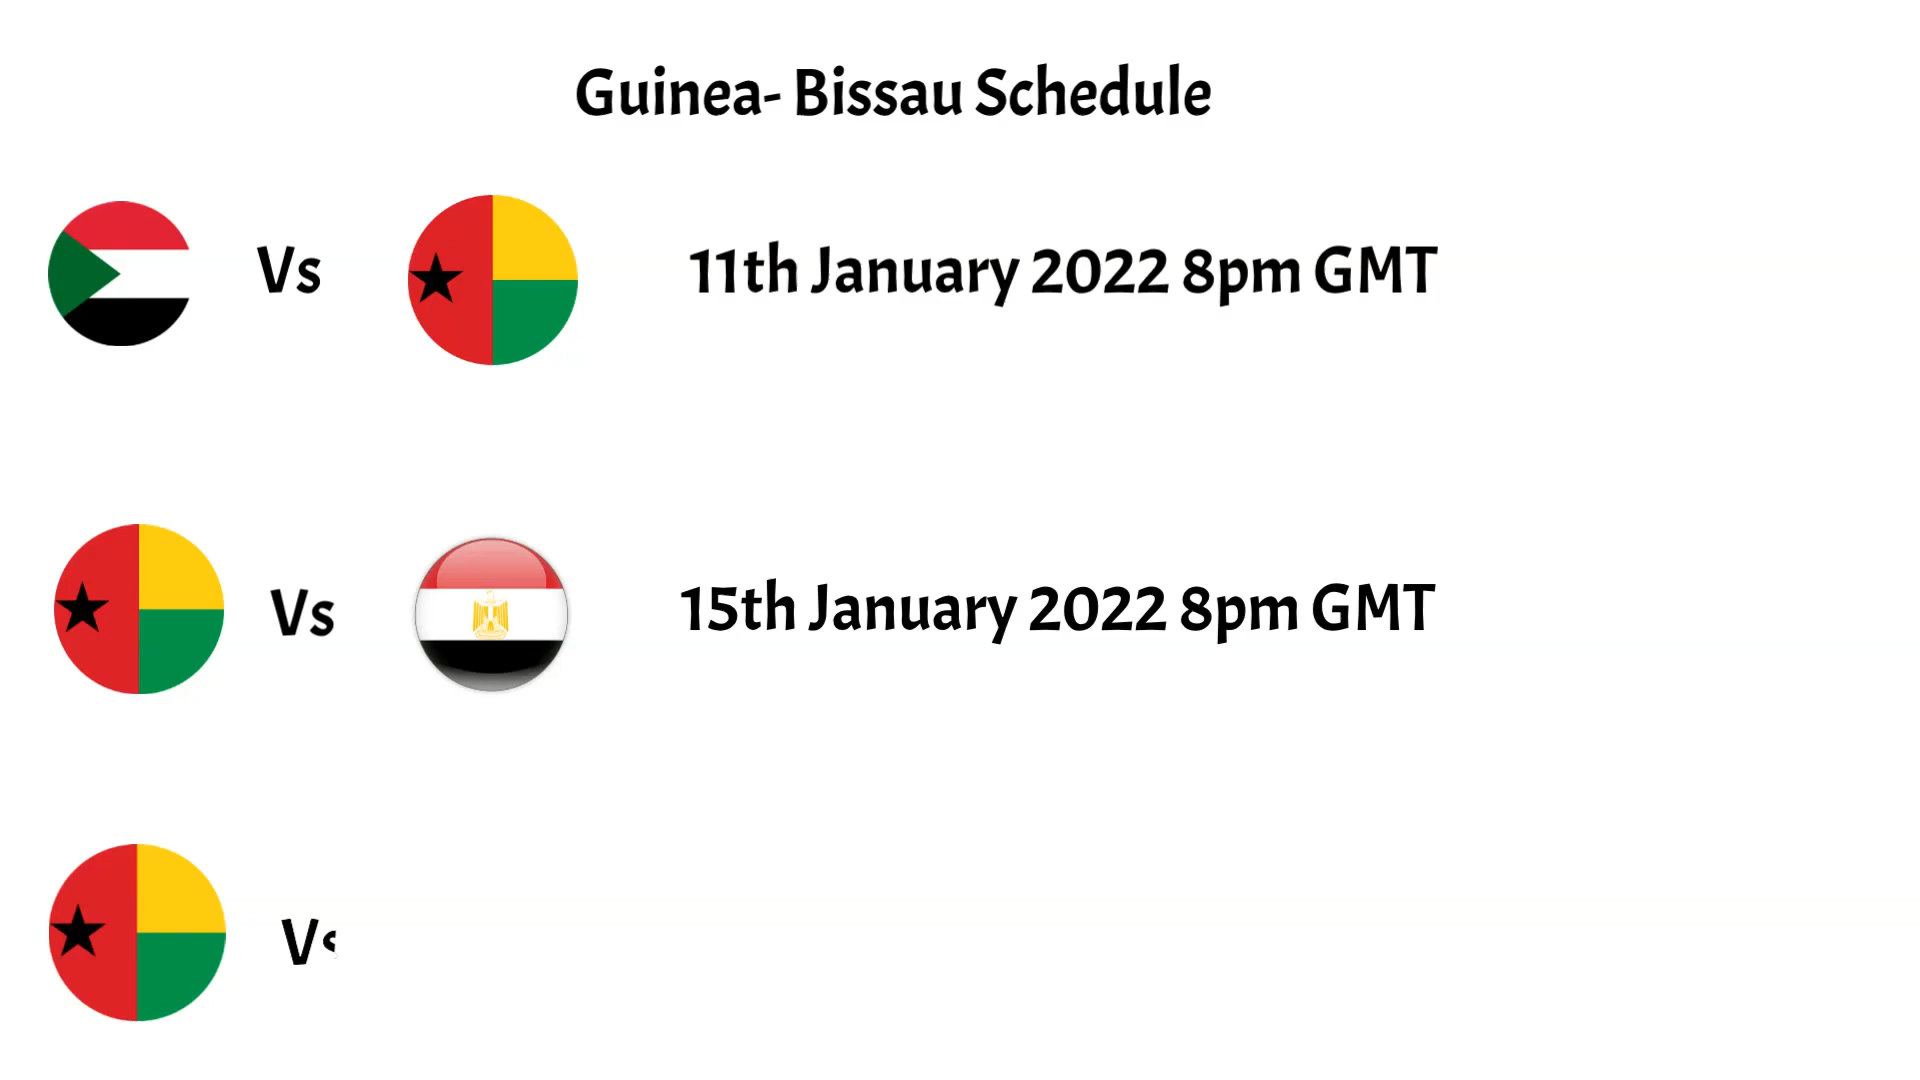 Guinea- Bissau Schedule
Vs 11th January 2022 8pm GMT
Vs 15th January 2022 8pm GMT